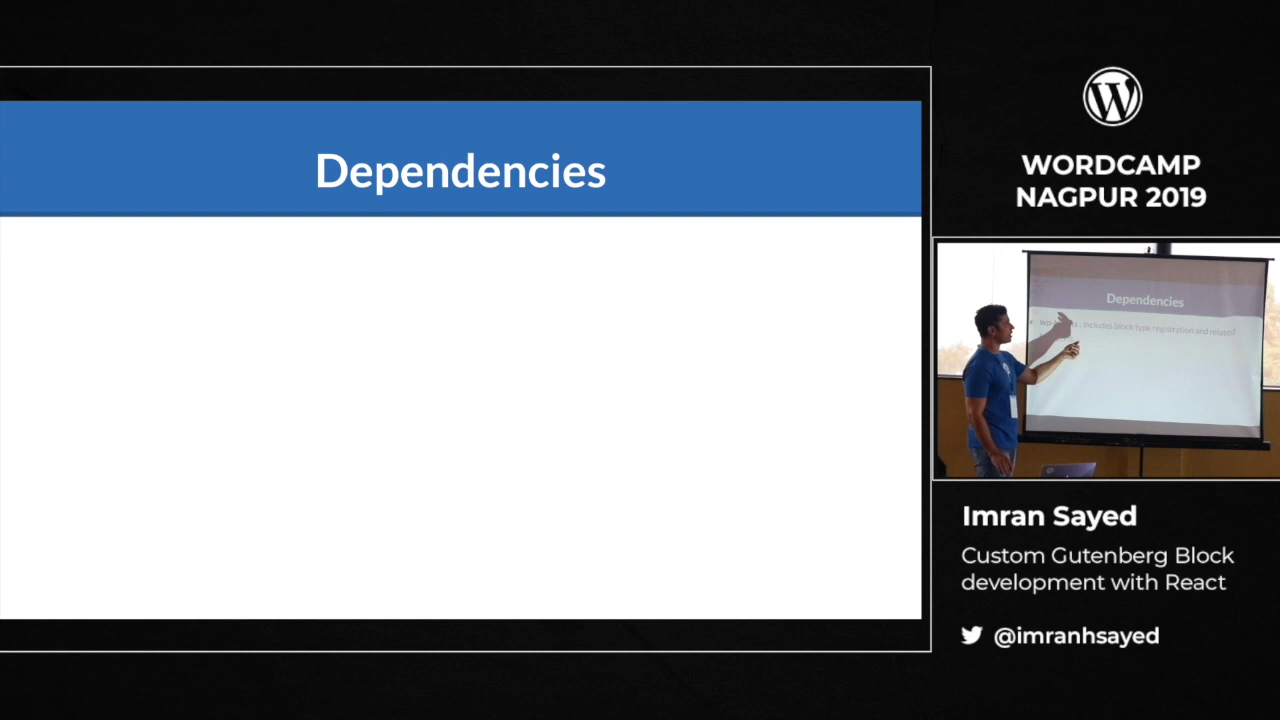 Dependencies
WORDCAMP
NAGPUR 2019
Dependencies
includes block type registration and related
Imran Sayed
Custom Gutenberg Block
development with React
@imranhsayed